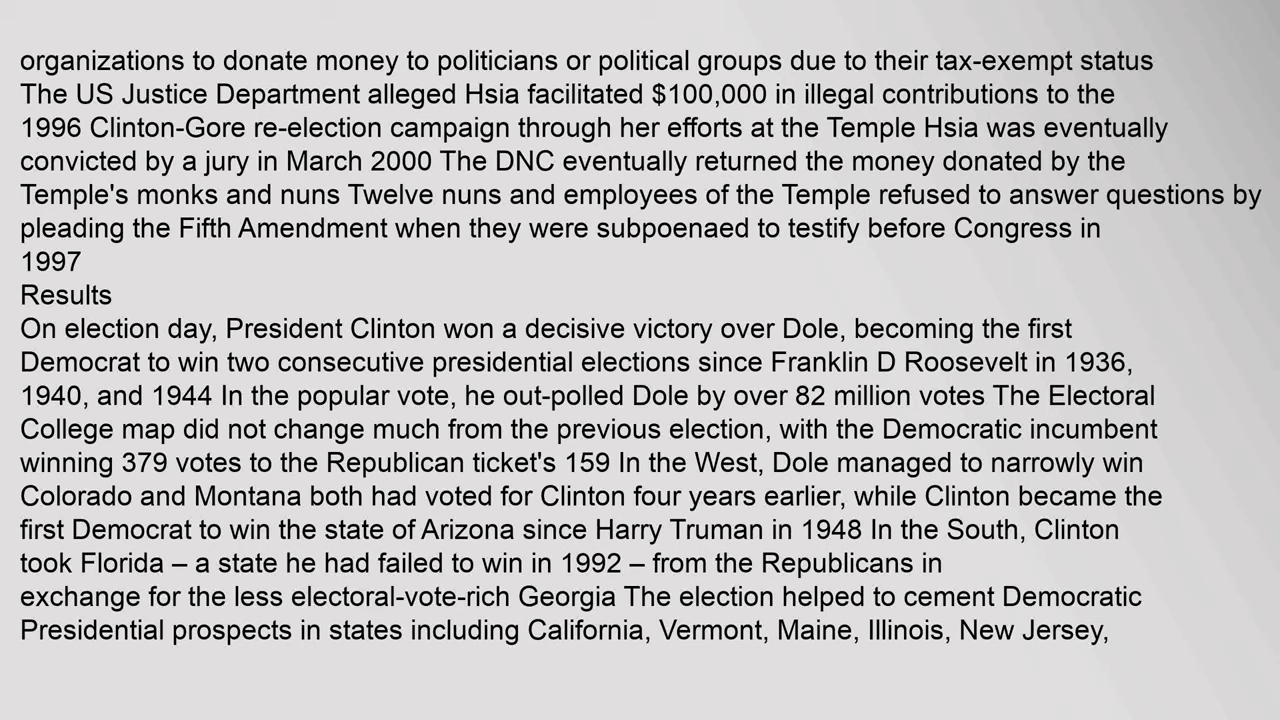 organizations to donate money to politicians or political groups due to their tax-exempt status
The US Justice Department alleged Hsia facilitated $100,000 in illegal contributions to the
1996 Clinton-Gore re-election campaign through her efforts at the Temple Hsia was eventually
convicted by a jury in March 2000 The DNC eventually returned the money donated by the
Temple's monks and nuns Twelve nuns and employees of the Temple refused to answer questions by
pleading the Fifth Amendment when they were subpoenaed to testify before Congress in
1997
Results
On election day, President Clinton won a decisive victory over Dole, becoming the first
Democrat to win two consecutive presidential elections since Franklin D Roosevelt in 1936,
1940, and 1944 In the popular vote, he out-polled Dole by over 82 million votes The Electoral
College map did not change much from the previous election, with the Democratic incumbent
winning 379 votes to the Republican ticket's 159 In the West, Dole managed to narrowly win
Colorado and Montana both had voted for Clinton four years earlier, while Clinton became the
first Democrat to win the state of Arizona since Harry Truman in 1948 In the South, Clinton
took Florida – a state he had failed to win in 1992 – from the Republicans in
exchange for the less electoral-vote-rich Georgia The election helped to cement Democratic
Presidential prospects in states including California, Vermont, Maine, Illinois, New Jersey,